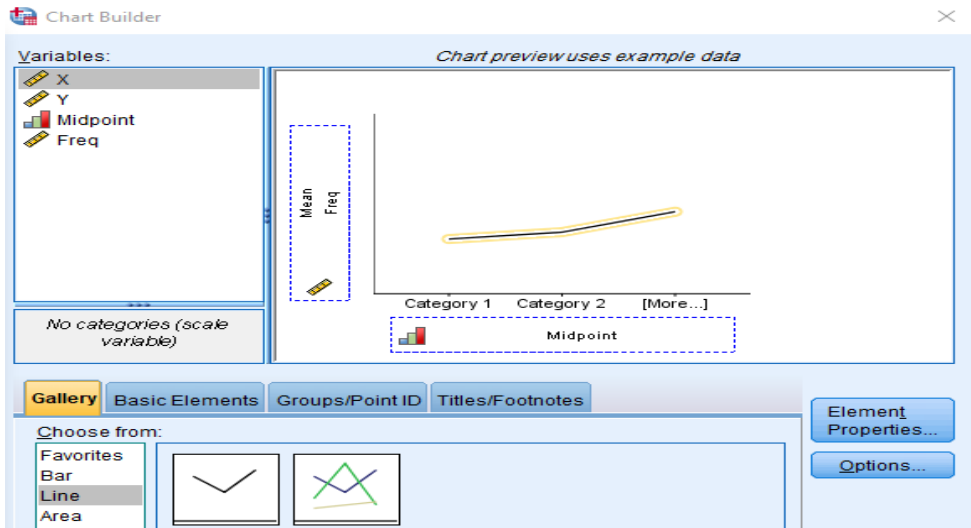 Chart Builder
Variables:
X
Y
Midpoint
Freq
No categories (scale
variable)
Chart preview uses example data
Mean
Freq
Category 1 Category 2 [More...]
Midpoint
Gallery Basic Elements Groups/Point ID Titles/Footnotes
Choose from:
Favorites
Bar
Line
Area
Element
Properties...
Options...